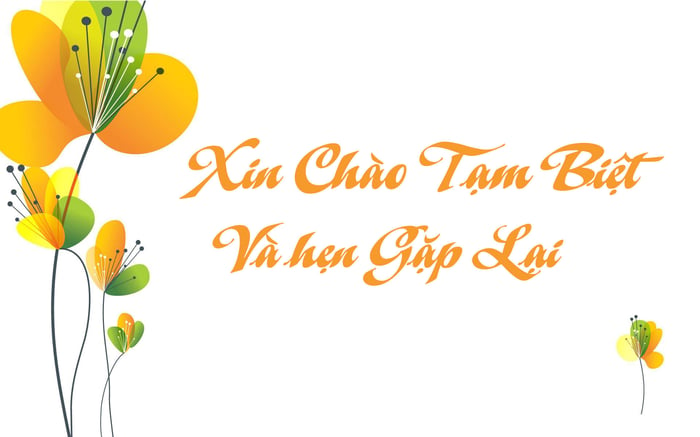 Xin Chào Tạm Biệt
Và hẹn Gặp Lại